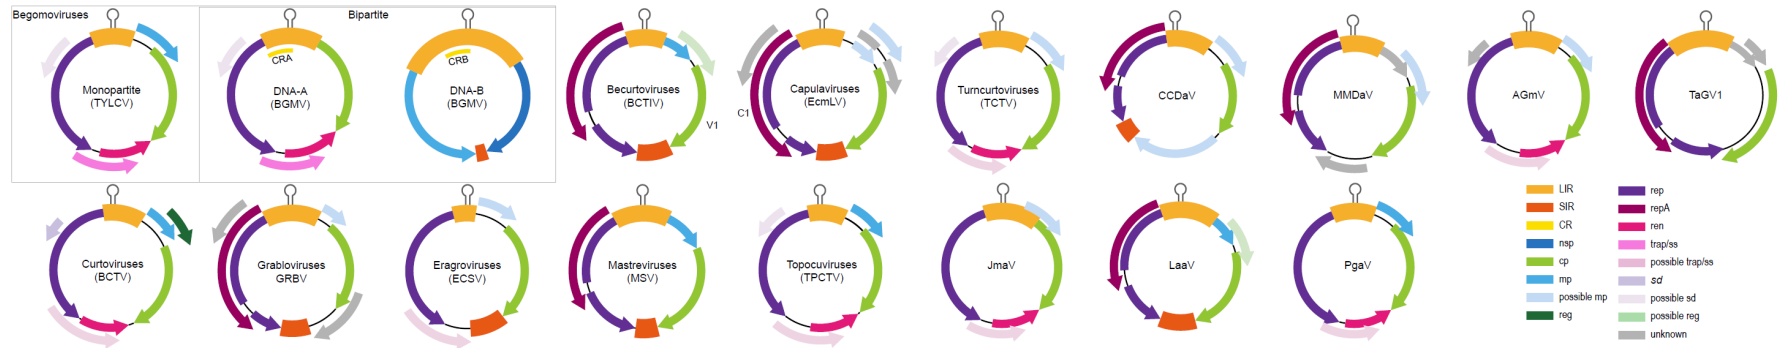 Begomoviruses
Bipartite
Monopartite
(TYLCV)
CRA
DNA-A
(BGMV)
CRB
DNA-B
(BGMV)
Becurtoviruses
(BCTIV)
V1
C1
Capulaviruses
(EcmLV)
Turncurtoviruses
(TCTV)
CCDaV
MMDaV
AGmV
TaGV1
Curtoviruses
(BCTV)
Grabloviruses
GRBV
Eragroviruses
(ECSV)
Mastreviruses
(MSV)
Topocuviruses
(TPCTV)
JmaV
LaaV
PgaV
LIR
SIR
CR
nsp
cp
mp
possible mp
reg
rep
repA
ren
trap/ss
possible trap/ss
sd
possible sd
possible reg
unknown